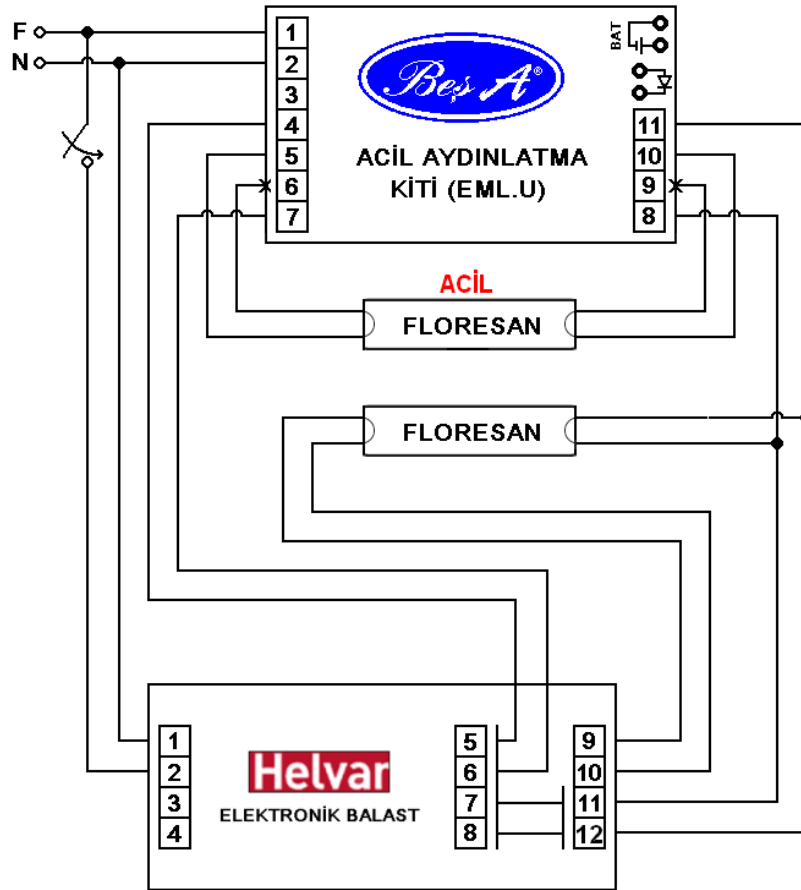 F
N
1
2
3
4
5
6
7
Beş A®
ACİL AYDINLATMA
KİTİ (EML.U)
BAT
11
10
9
8
ACİL
FLORESAN
FLORESAN
1
2
3
4
Helvar
ELEKTRONİK BALAST
5
6
7
8
9
10
11
12